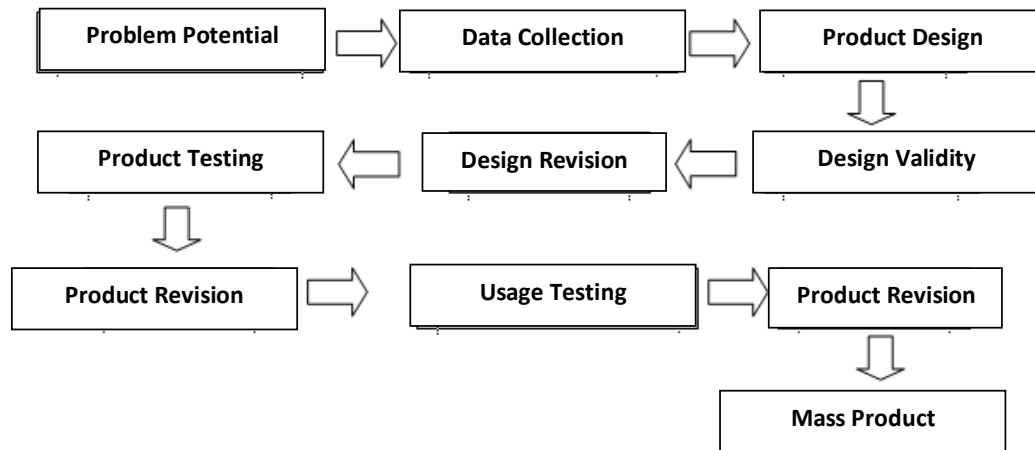 Problem Potential
Data Collection
Product Design
Design Validity
Design Revision
Product Testing
Product Revision
Usage Testing
Product Revision
Mass Product